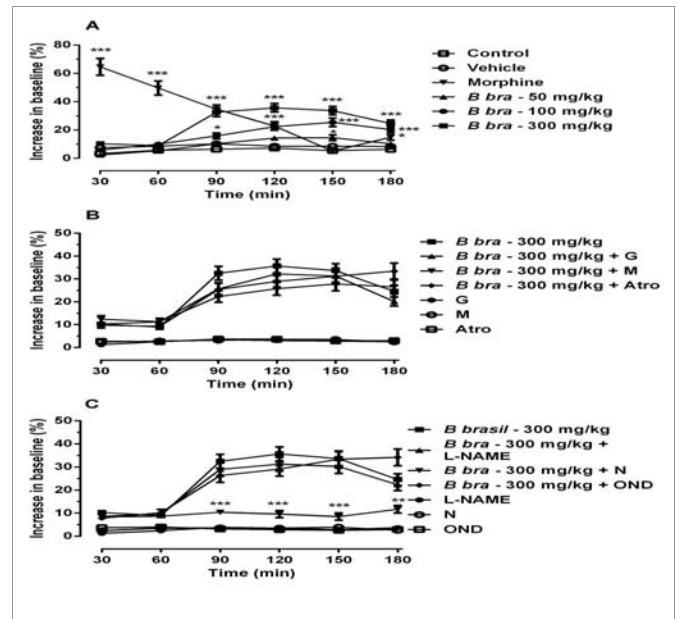 A
Increase in baseline (%)
80
60
40
20
0
***
***
***
***
***
***
*
***
***
*
***
*
30 60 90 120 150 180
Time (min)
Control
Vehicle
Morphine
B bra - 50 mg/kg
B bra - 100 mg/kg
B bra - 300 mg/kg
B
Increase in baseline (%)
50
40
30
20
10
0
30 60 90 120 150 180
Time (min)
B bra - 300 mg/kg
B bra - 300 mg/kg + G
B bra - 300 mg/kg + M
B bra - 300 mg/kg + Atro
G
M
Atro
C
Increase in baseline (%)
50
40
30
20
10
0
***
***
***
**
30 60 90 120 150 180
Time (min)
B brasil - 300 mg/kg
B bra - 300 mg/kg +
L-NAME
B bra - 300 mg/kg + N
B bra - 300 mg/kg + OND
L-NAME
N
OND